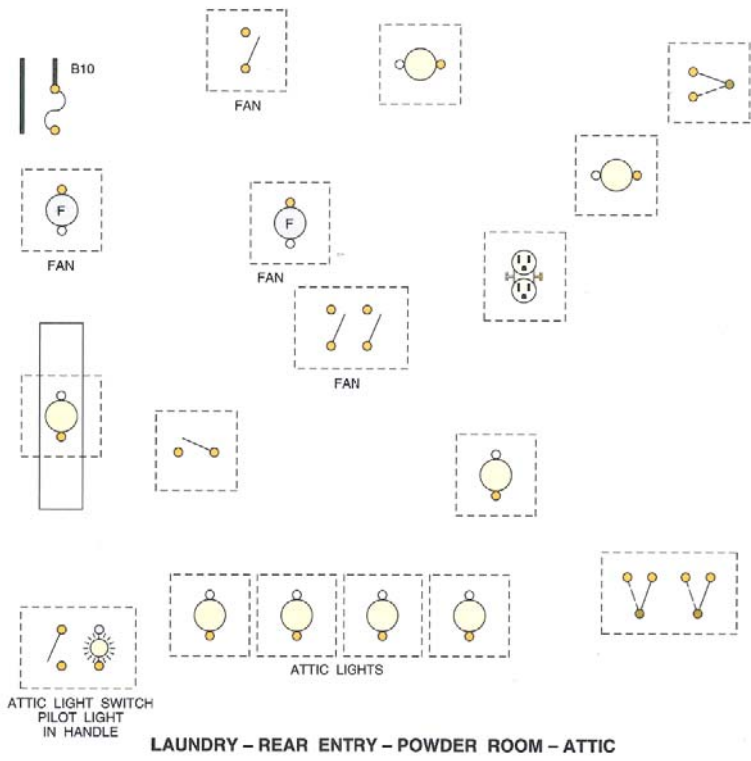 B10
FAN
FAN
F
FAN
F
FAN
ATTIC LIGHTS
ATTIC LIGHT SWITCH
PILOT LIGHT
IN HANDLE
LAUNDRY – REAR ENTRY – POWDER ROOM – ATTIC